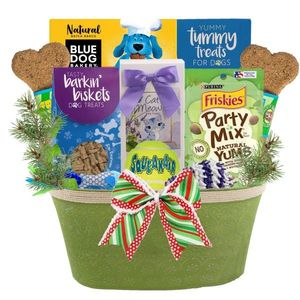 Natural
BLUE
DOG
BAKERY
YUMMY
tummy
treats
FOR DOGS
TASTY
barkin'
biskets
DOG TREATS
Cat
Meow
SQUEAKAIR
PURINA
Friskies
Party
Mix
NATURAL
YUMS
NO